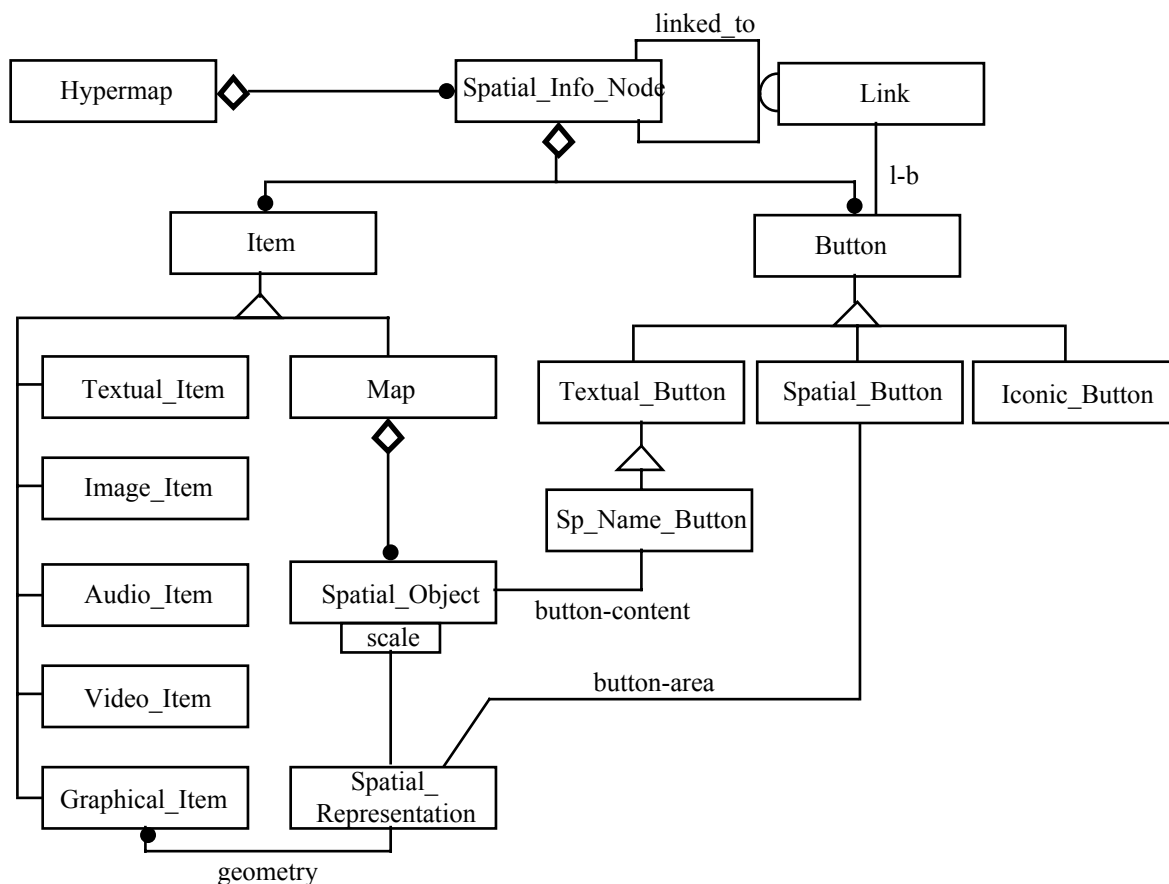 linked_to
Hypermap
Spatial_Info_Node
Link
l-b
Item
Button
Textual_Item
Map
Textual_Button
Spatial_Button
Iconic_Button
Image_Item
Sp_Name_Button
Audio_Item
Spatial_Object
button-content
scale
Video_Item
button-area
Graphical_Item
Spatial_
Representation
geometry